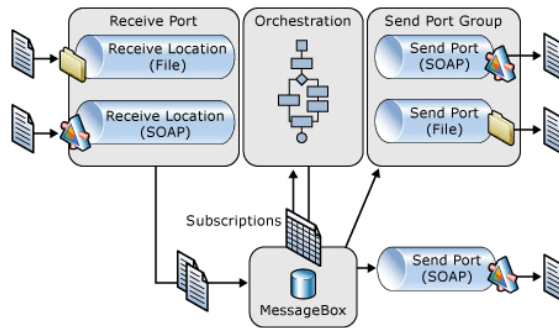 Receive Port
Receive Location
(File)
Receive Location
(SOAP)
Orchestration
Send Port Group
Send Port
(SOAP)
Send Port
(File)
Subscriptions
MessageBox
Send Port
(SOAP)